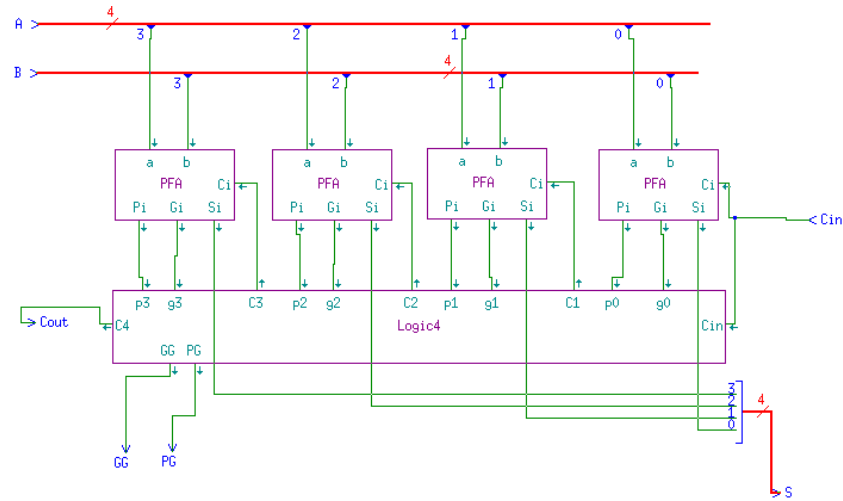 4
A 3 2 1 0
4
B 3 2 1 0
a b a b a b a b
PFA Ci PFA Ci PFA Ci PFA Ci
Pi Gi Si Pi Gi Si Pi Gi Si Pi Gi Si
Cin
p3 g3 C3 p2 g2 C2 p1 g1 C1 p0 g0
Cout C4 Logic4 Cin
GG PG
3
2 4
1
0
GG PG
S